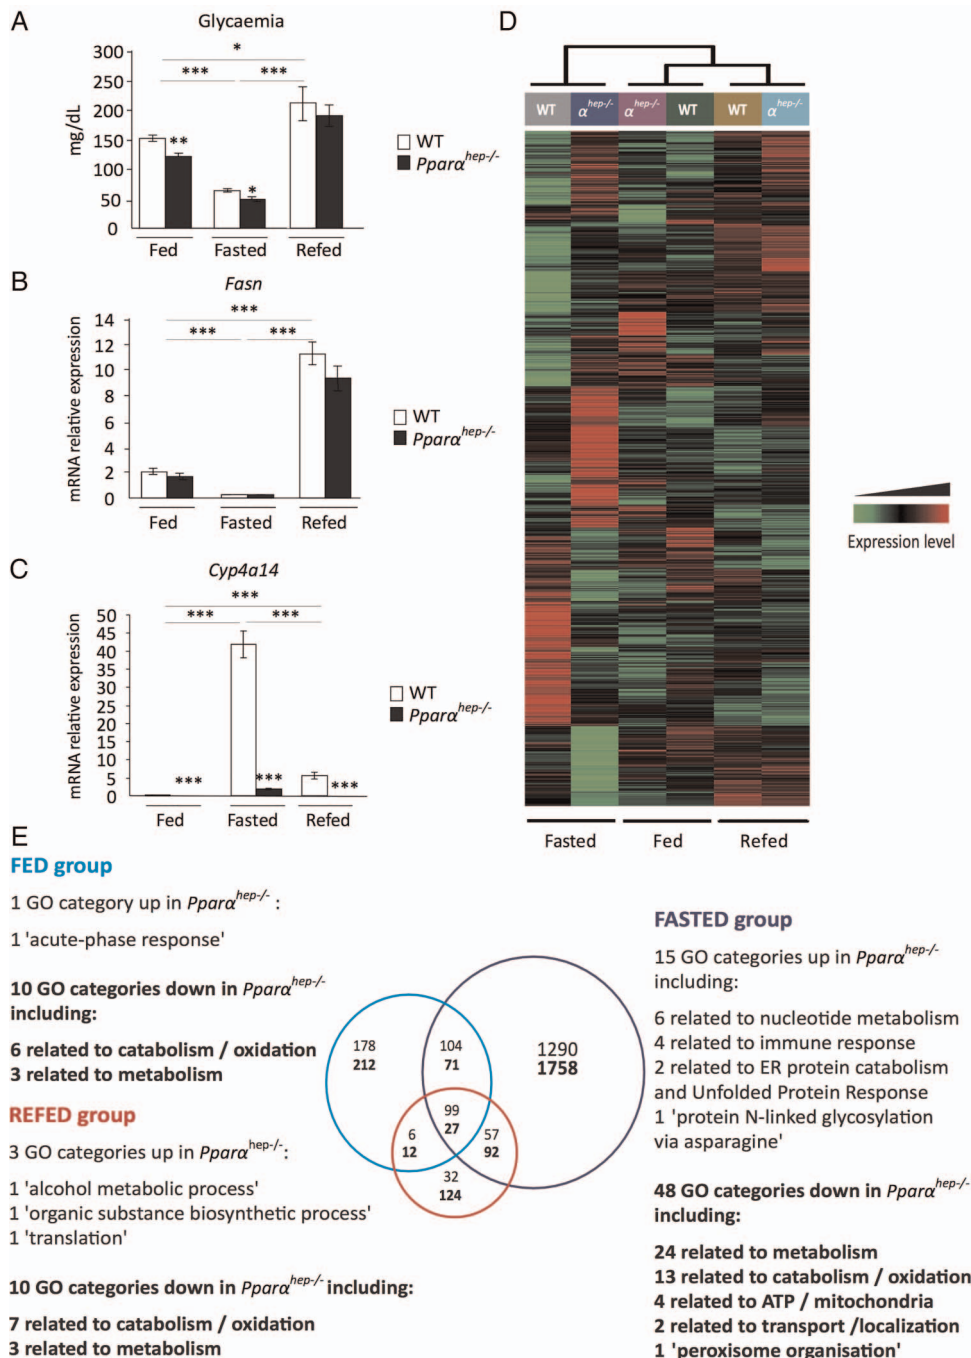 A
Glycaemia
300
250
200
150
100
50
0
mg/dL
*
***
***
**
*
Fed
Fasted
Refed
WT
Pparα hep-/-
B
Fasn
14
12
10
8
6
4
2
0
mRNA relative expression
***
***
***
Fed
Fasted
Refed
WT
Pparα hep-/-
C
Cyp4a14
50
45
40
35
30
25
20
15
10
5
0
mRNA relative expression
***
***
***
***
***
***
Fed
Fasted
Refed
WT
Pparα hep-/-
D
WT
α hep-/-
α hep-/-
WT
WT
α hep-/-
Fasted
Fed
Refed
Expression level
E
FED group
1 GO category up in Pparα hep-/- :
1 'acute-phase response'
10 GO categories down in Pparα hep-/-
including:
6 related to catabolism / oxidation
3 related to metabolism
REFED group
3 GO categories up in Pparα hep-/-:
1 'alcohol metabolic process'
1 'organic substance biosynthetic process'
1 'translation'
10 GO categories down in Pparα hep-/- including:
7 related to catabolism / oxidation
3 related to metabolism
178
212
104
71
1290
1758
99
27
6
12
57
92
32
124
FASTED group
15 GO categories up in Pparα hep-/-
including:
6 related to nucleotide metabolism
4 related to immune response
2 related to ER protein catabolism
and Unfolded Protein Response
1 'protein N-linked glycosylation
via asparagine'
48 GO categories down in Pparα hep-/-
including:
24 related to metabolism
13 related to catabolism / oxidation
4 related to ATP / mitochondria
2 related to transport /localization
1 'peroxisome organisation'